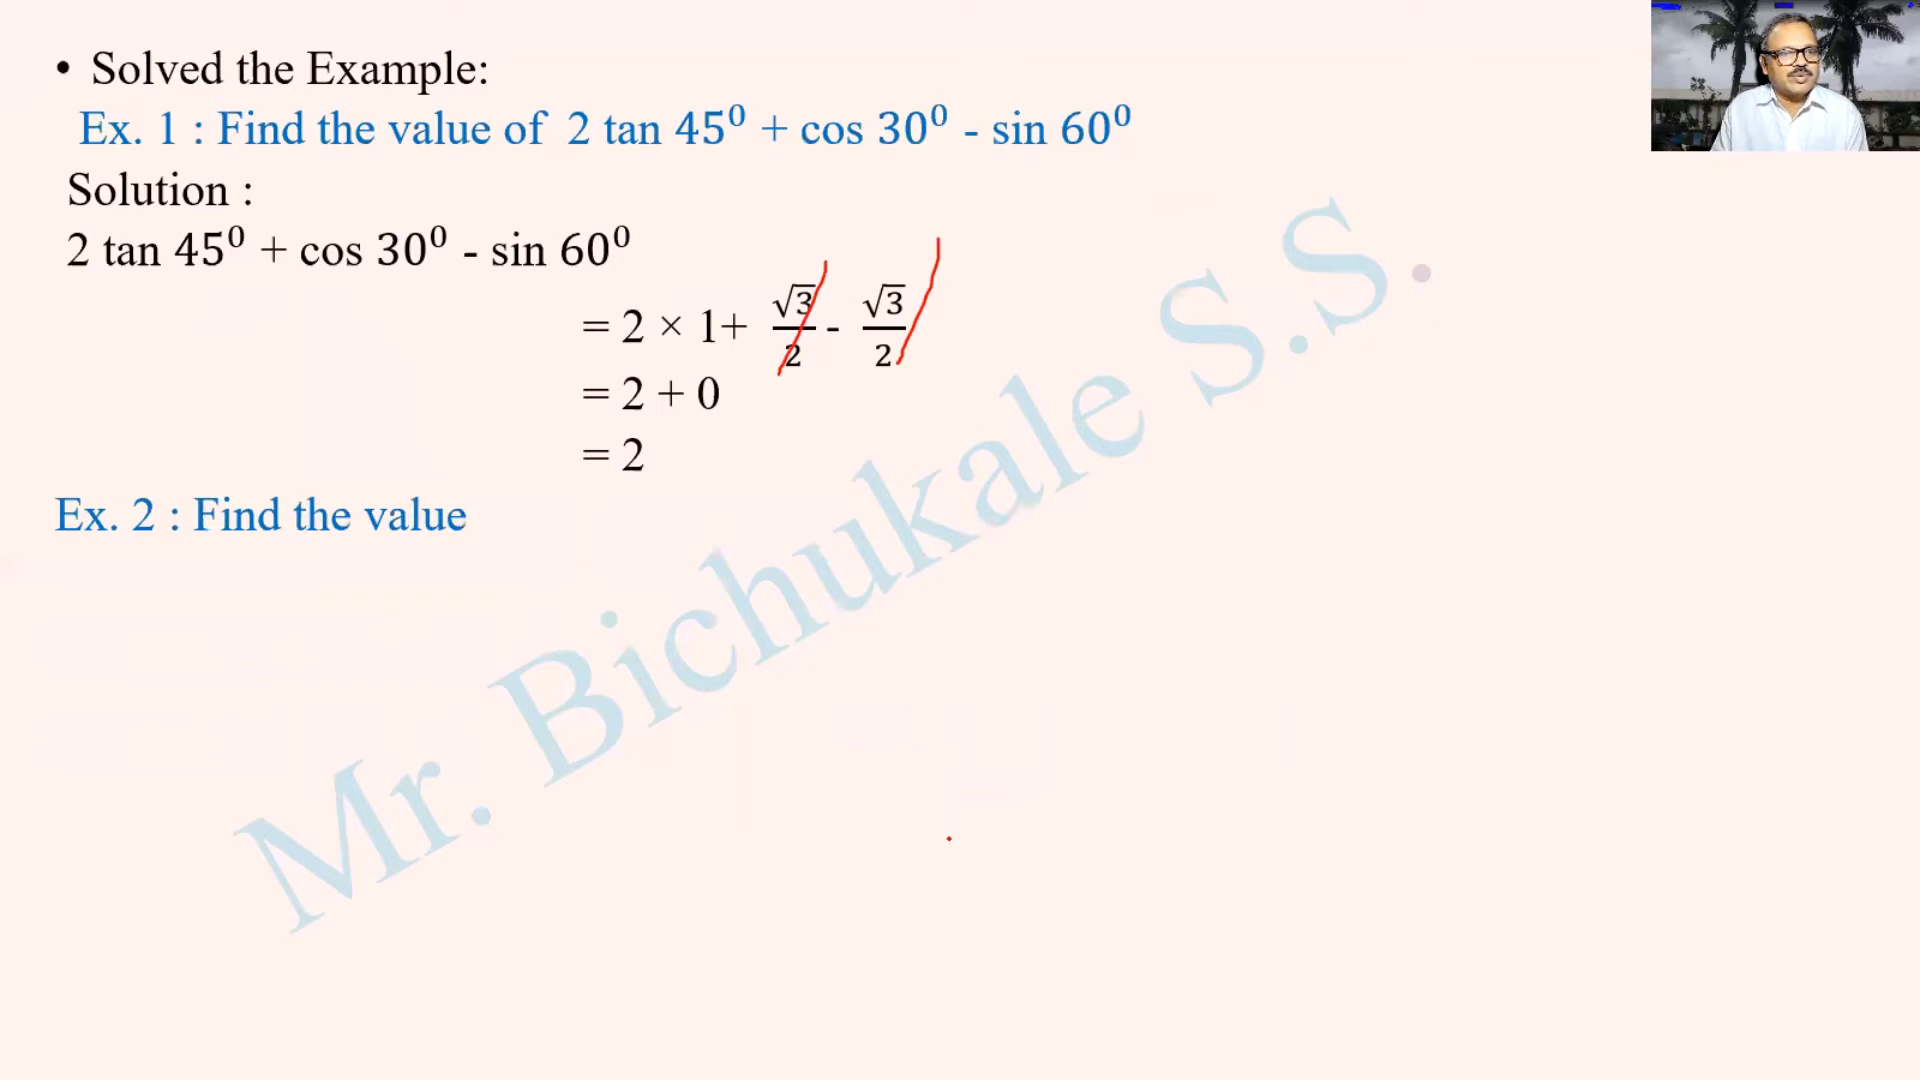 • Solved the Example:
Ex. 1 : Find the value of 2 tan 45⁰ + cos 30⁰ - sin 60⁰
Solution :
2 tan 45⁰ + cos 30⁰ - sin 60⁰
= 2 × 1+ √3/2 - √3/2
= 2 + 0
= 2
Ex. 2 : Find the value
Mr. Bichukale S.S.